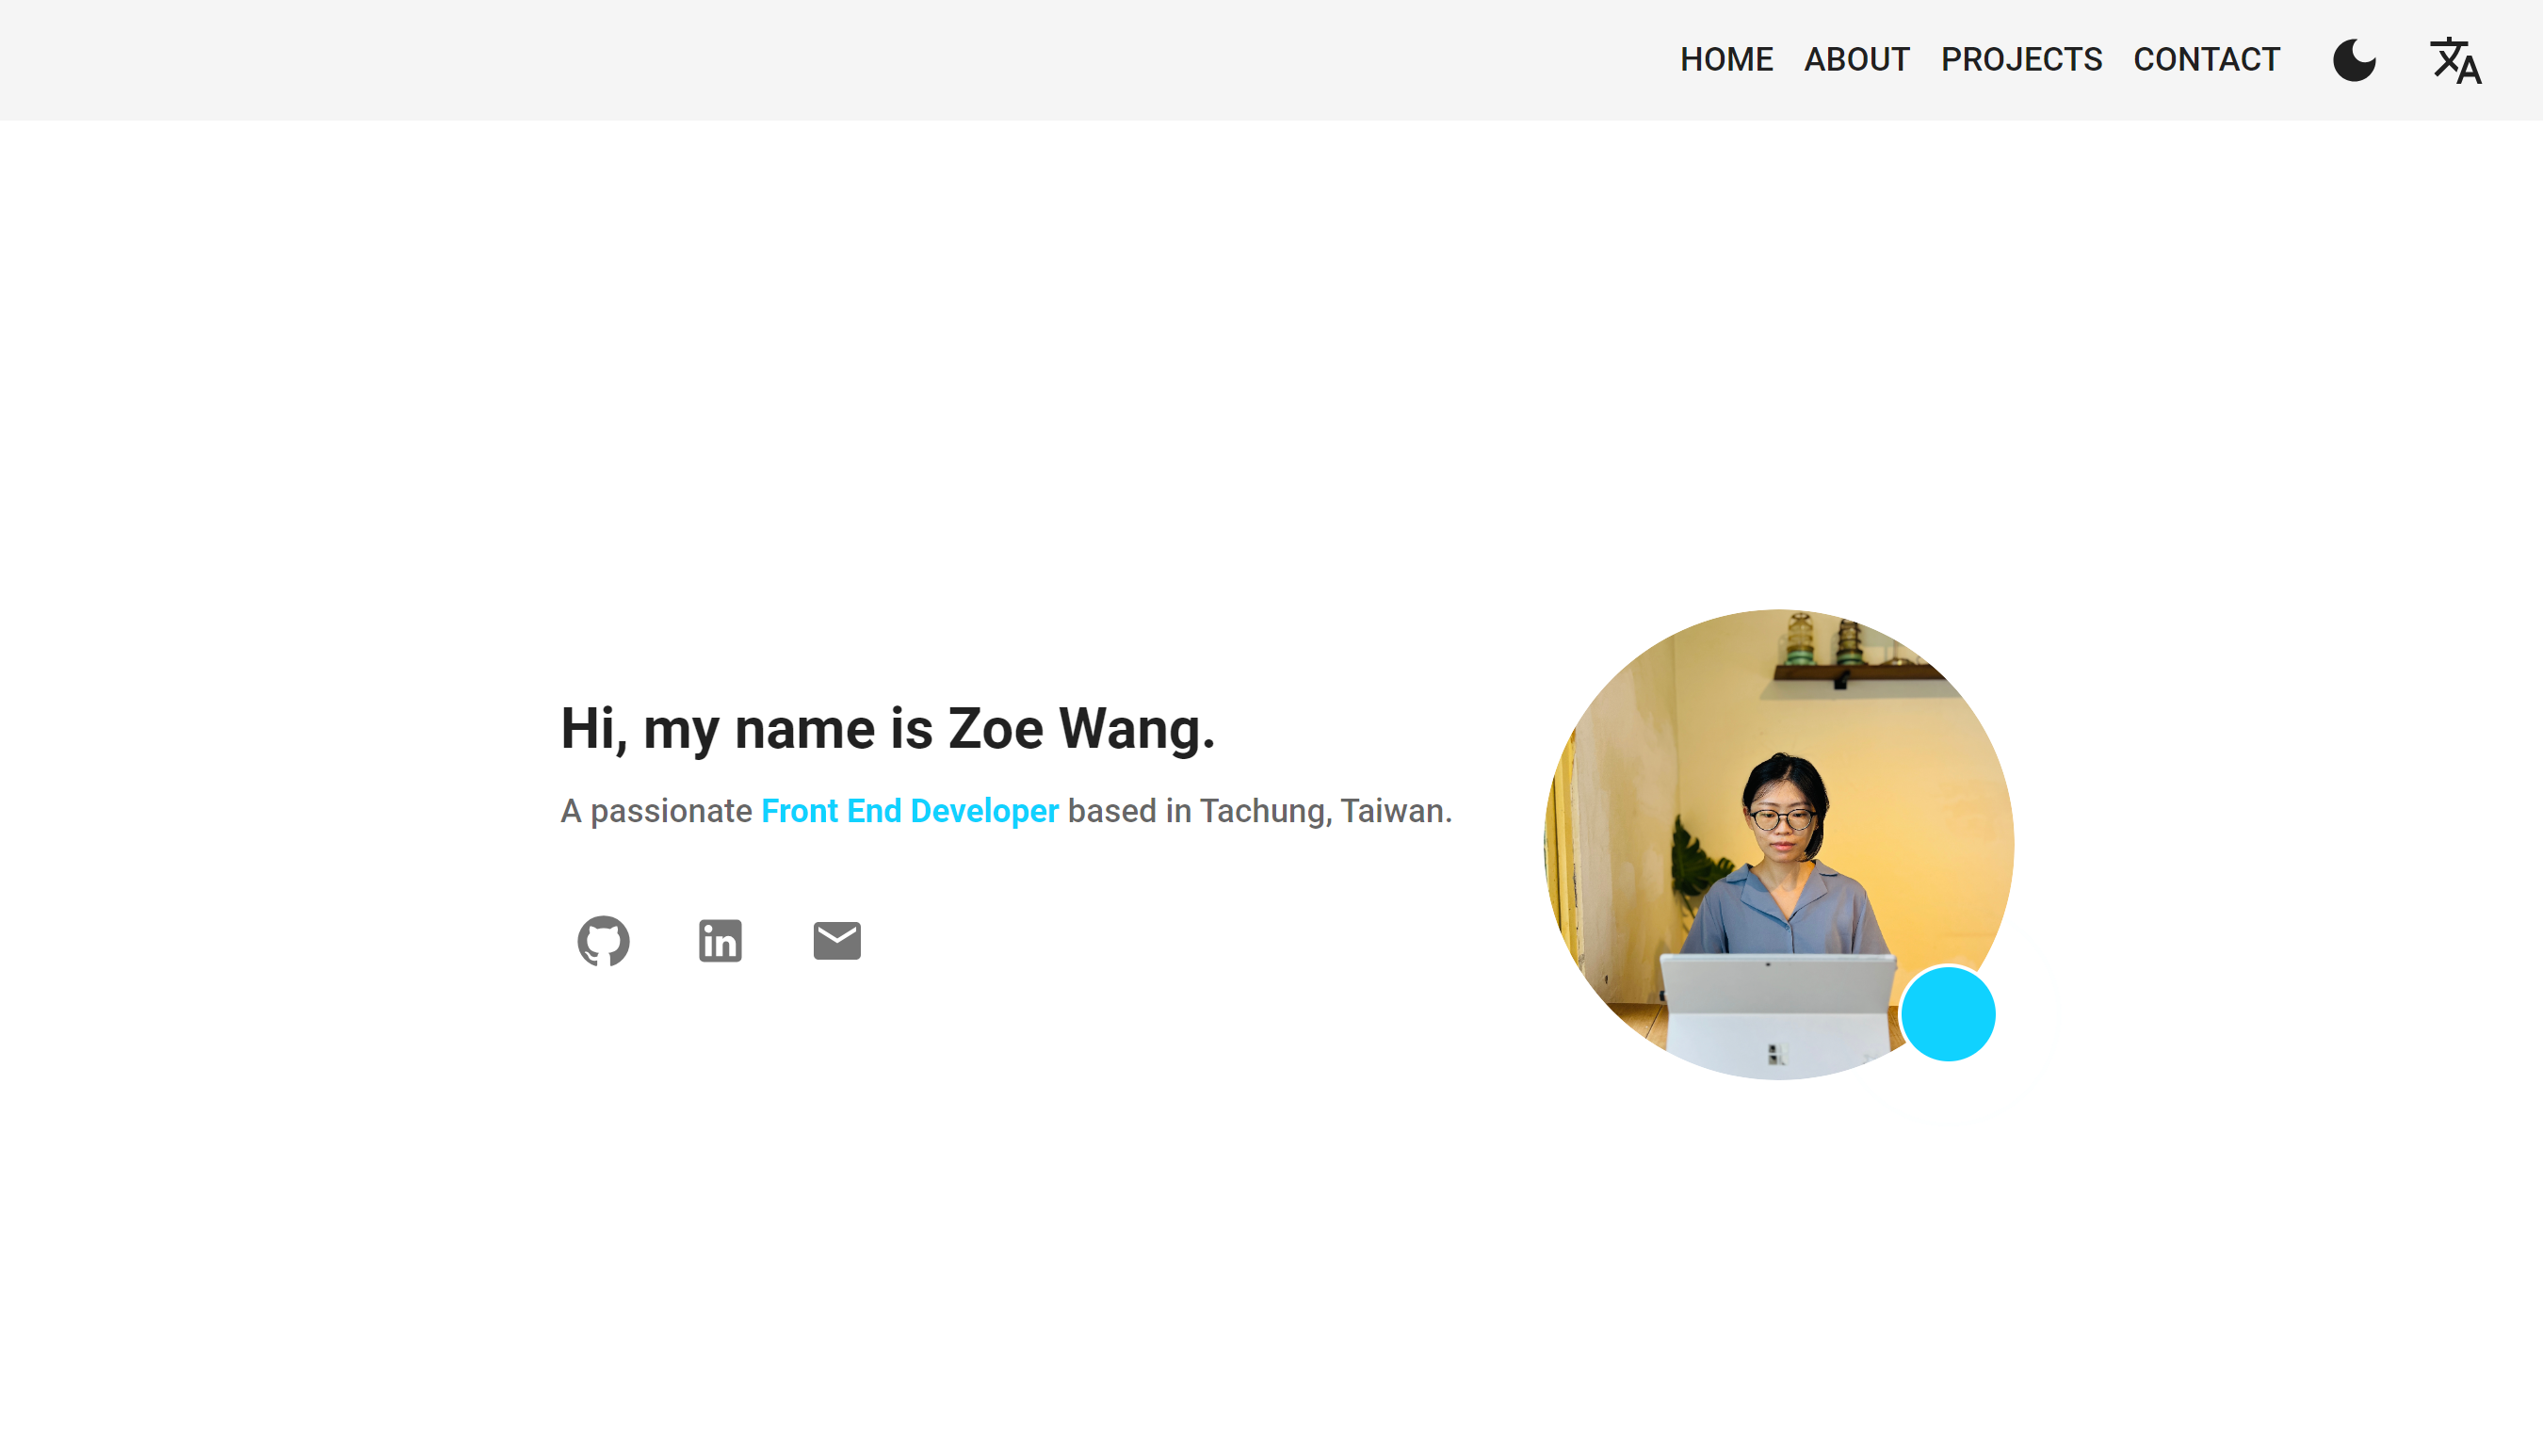 HOME ABOUT PROJECTS CONTACT
Hi, my name is Zoe Wang.
A passionate Front End Developer based in Tachung, Taiwan.